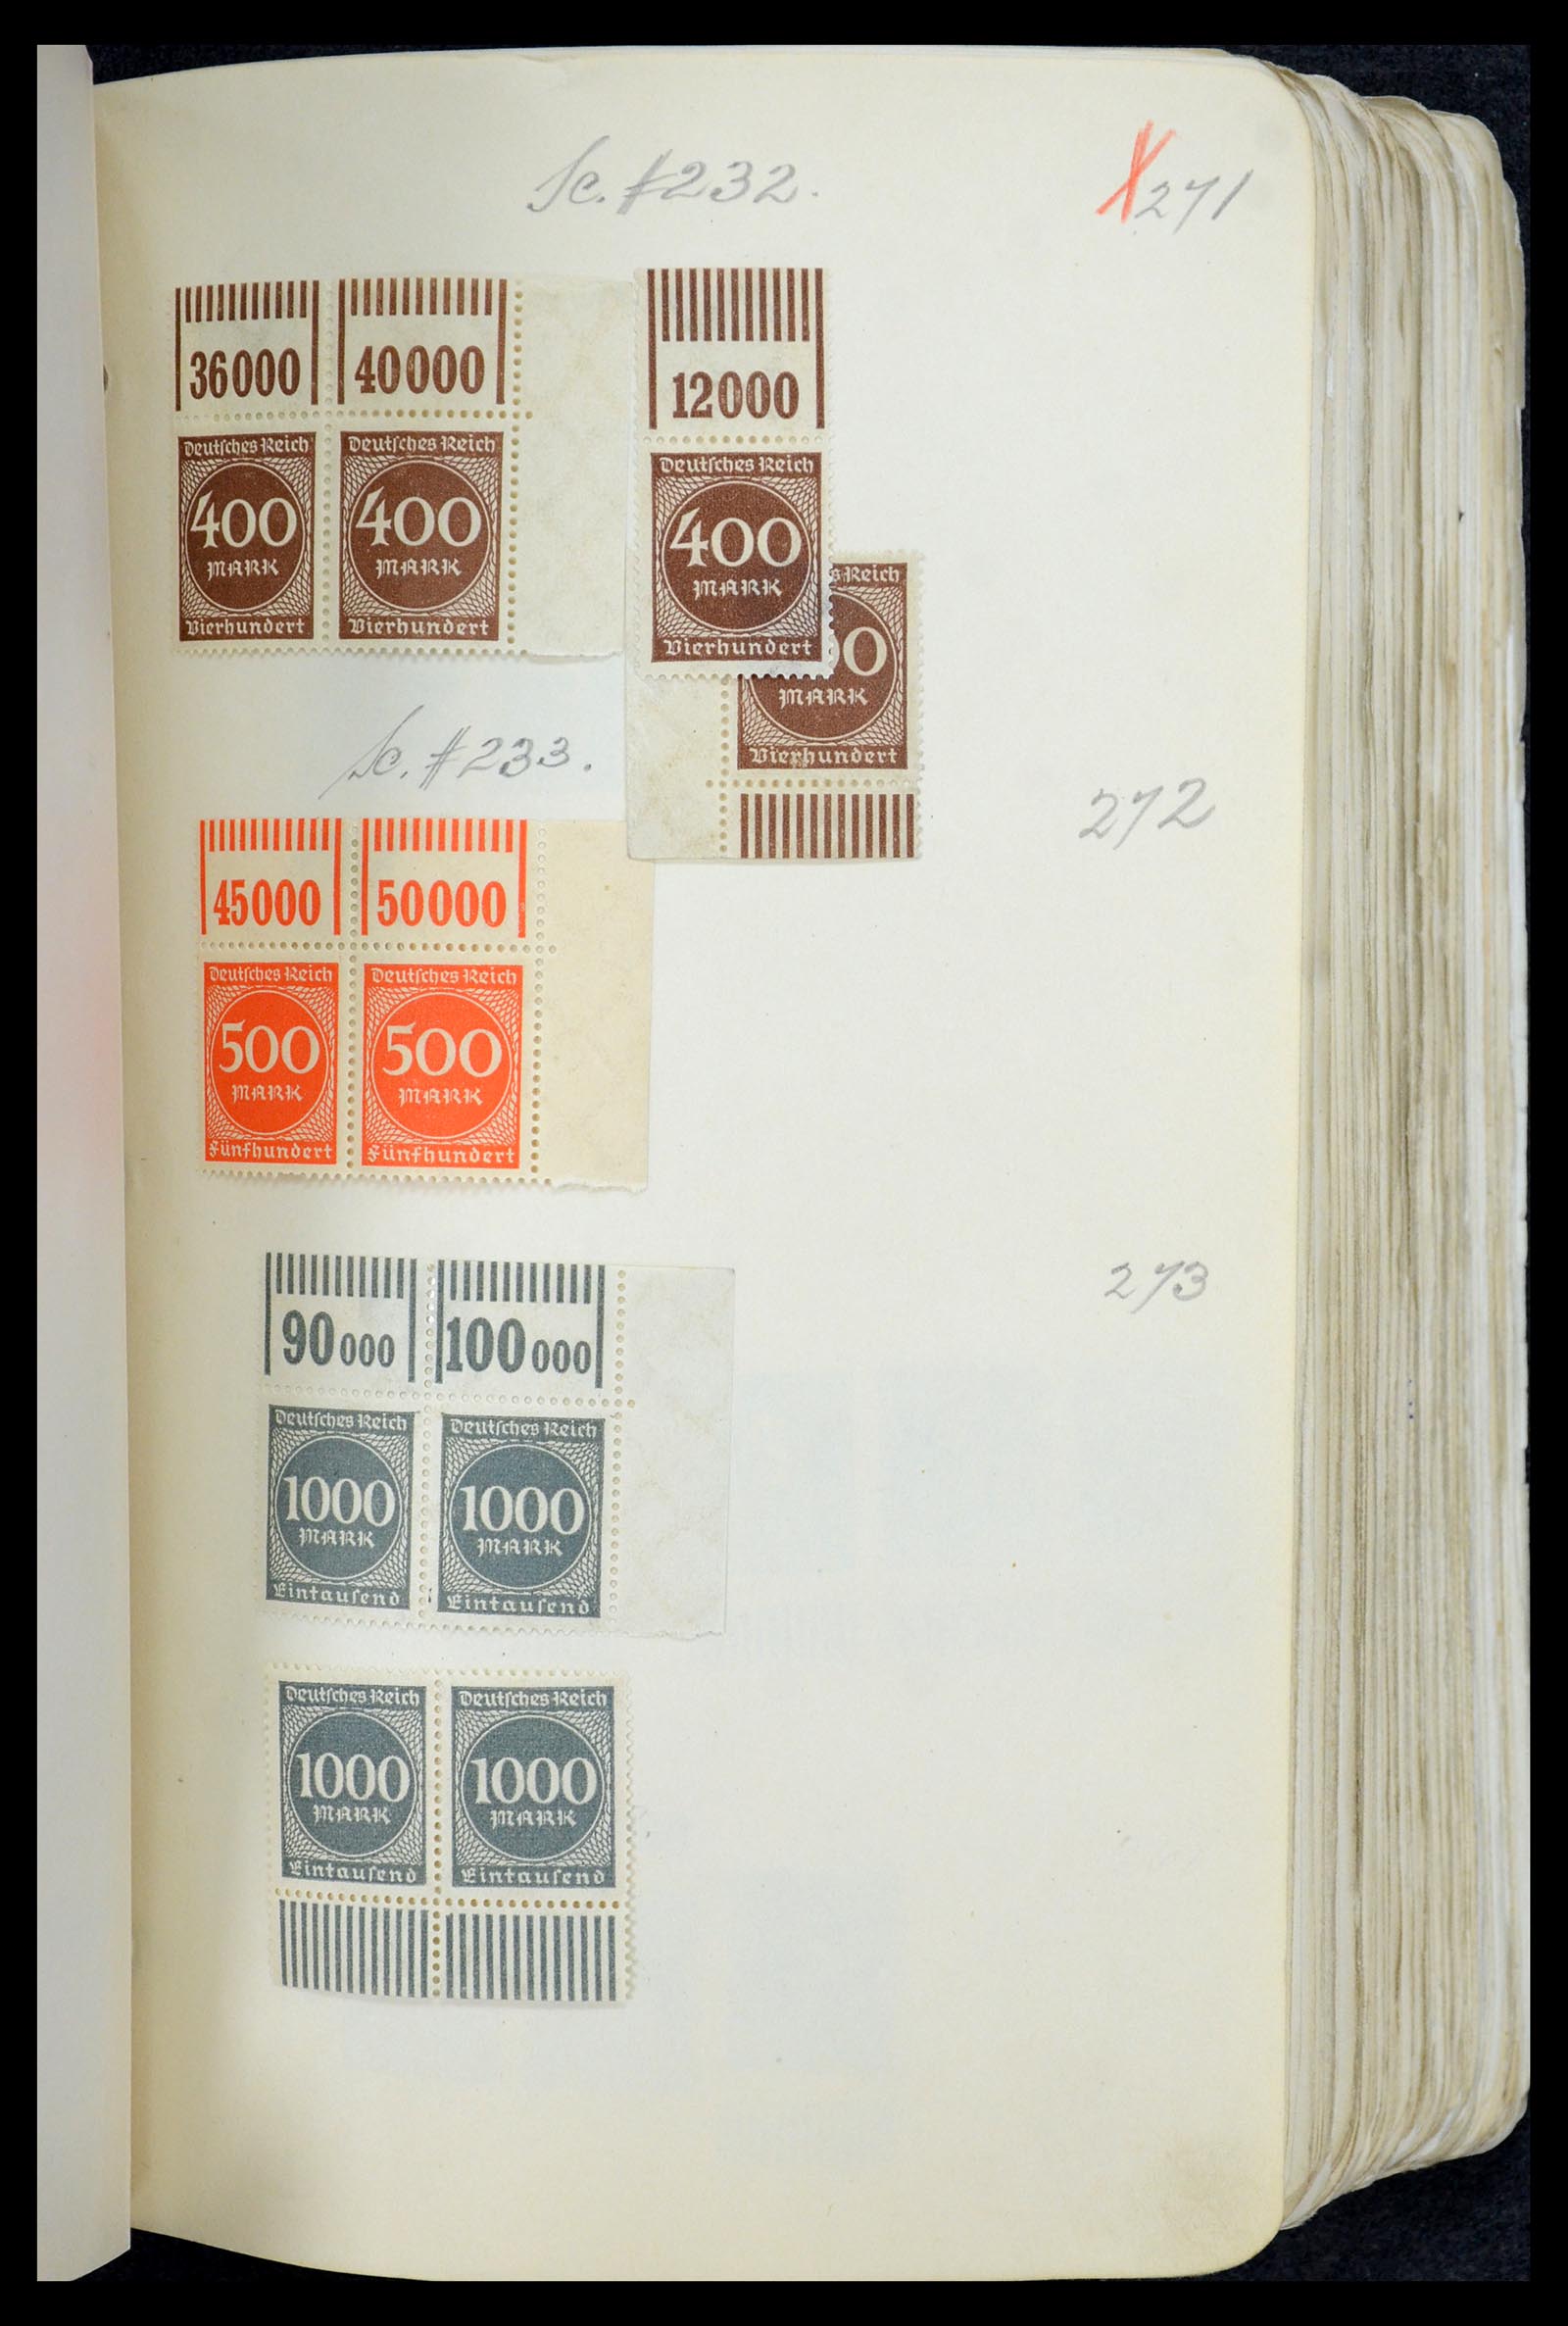 Sc. #232.
X271
36000 40000
Deutsches Reich Deutsches Reich
400 400
MARK MARK
Vierhundert Vierhundert
12000
Deutsches Reich
400
MARK
Vierhundert
s Reich
00
MARK
Vierhundert
Sc. #233.
272
45000 50000
Deutsches Reich Deutsches Reich
500 500
MARK MARK
Fünfhundert Fünfhundert
273
90000 100000
Deutsches Reich Deutsches Reich
1000 1000
MARK MARK
Eintausend Eintausend
Deutsches Reich Deutsches Reich
1000 1000
MARK MARK
Eintausend Eintausend